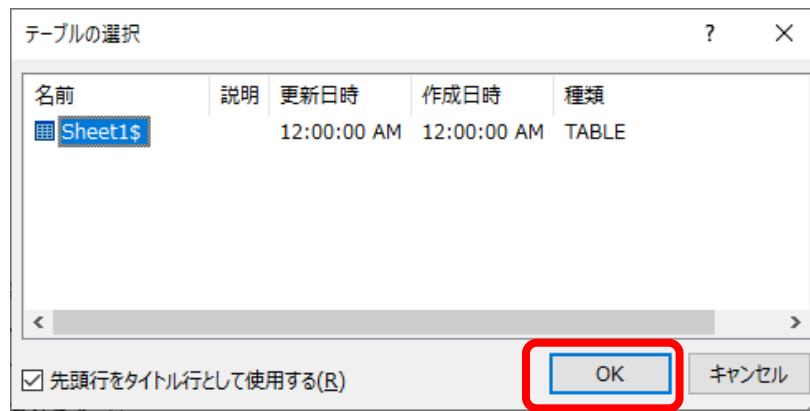 テーブルの選択 ? ×
名前 説明 更新日時 作成日時 種類
Sheet1$ 12:00:00 AM 12:00:00 AM TABLE
先頭行をタイトル行として使用する(R) OK キャンセル